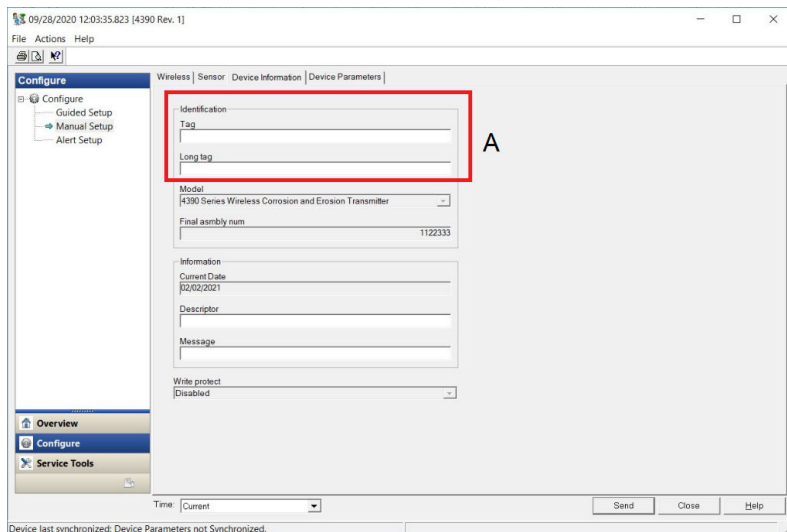 09/28/2020 12:03:35.823 [4390 Rev. 1]
File Actions Help
Configure
Configure
Guided Setup
Manual Setup
Alert Setup
Overview
Configure
Service Tools
Wireless Sensor Device Information Device Parameters
Identification
Tag
Long tag
A
Model
4390 Series Wireless Corrosion and Erosion Transmitter
Final asmbly num
1122333
Information
Current Date
02/02/2021
Descriptor
Message
Write protect
Disabled
Time: Current
Send Close Help
Device last synchronized: Device Parameters not Synchronized.